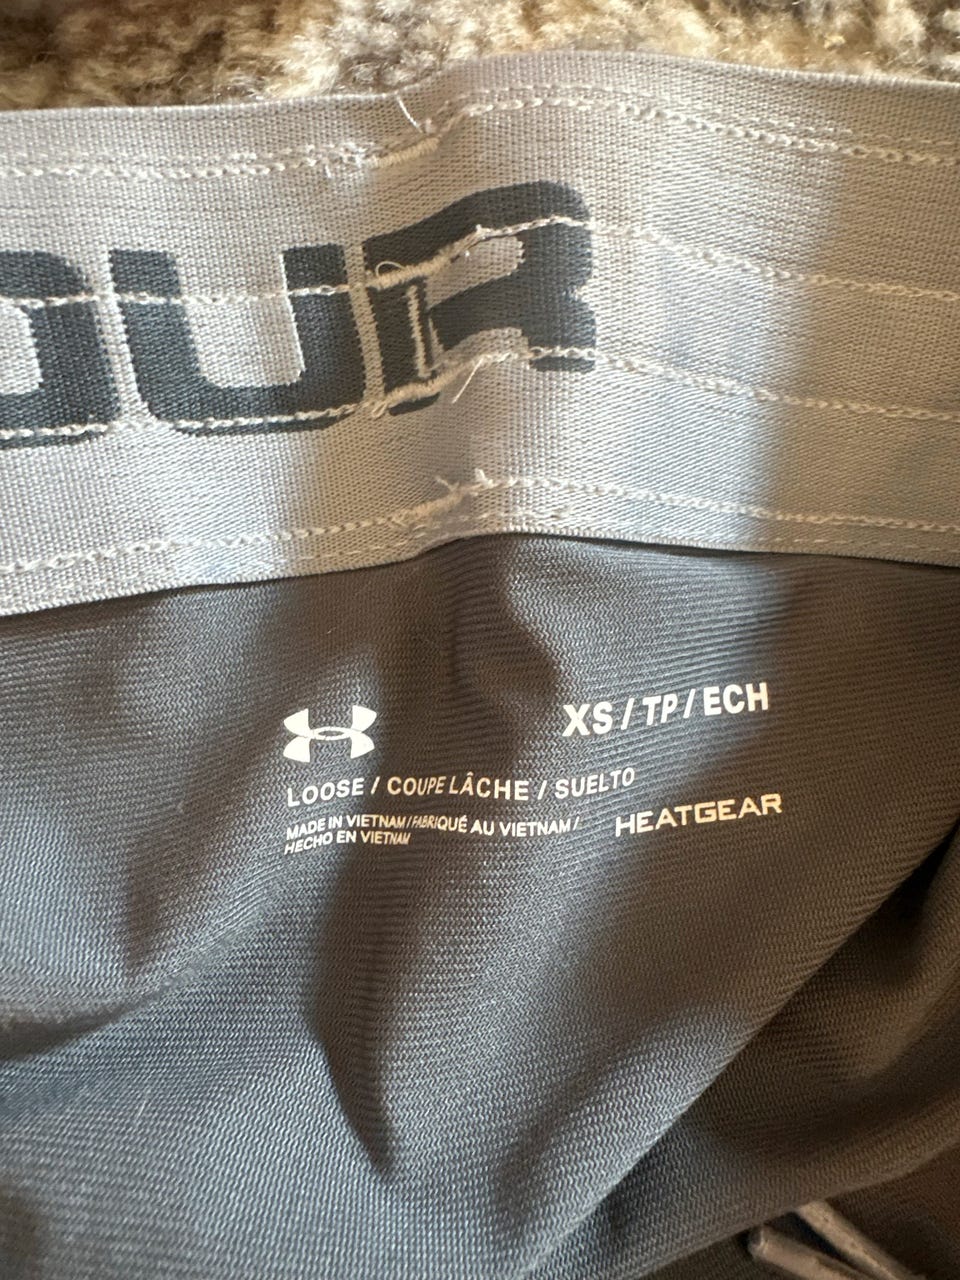 OUR
XS / TP / ECH
LOOSE / COUPE LÂCHE / SUELTO
MADE IN VIETNAM / FABRIQUÉ AU VIETNAM /
HECHO EN VIETNAM
HEATGEAR